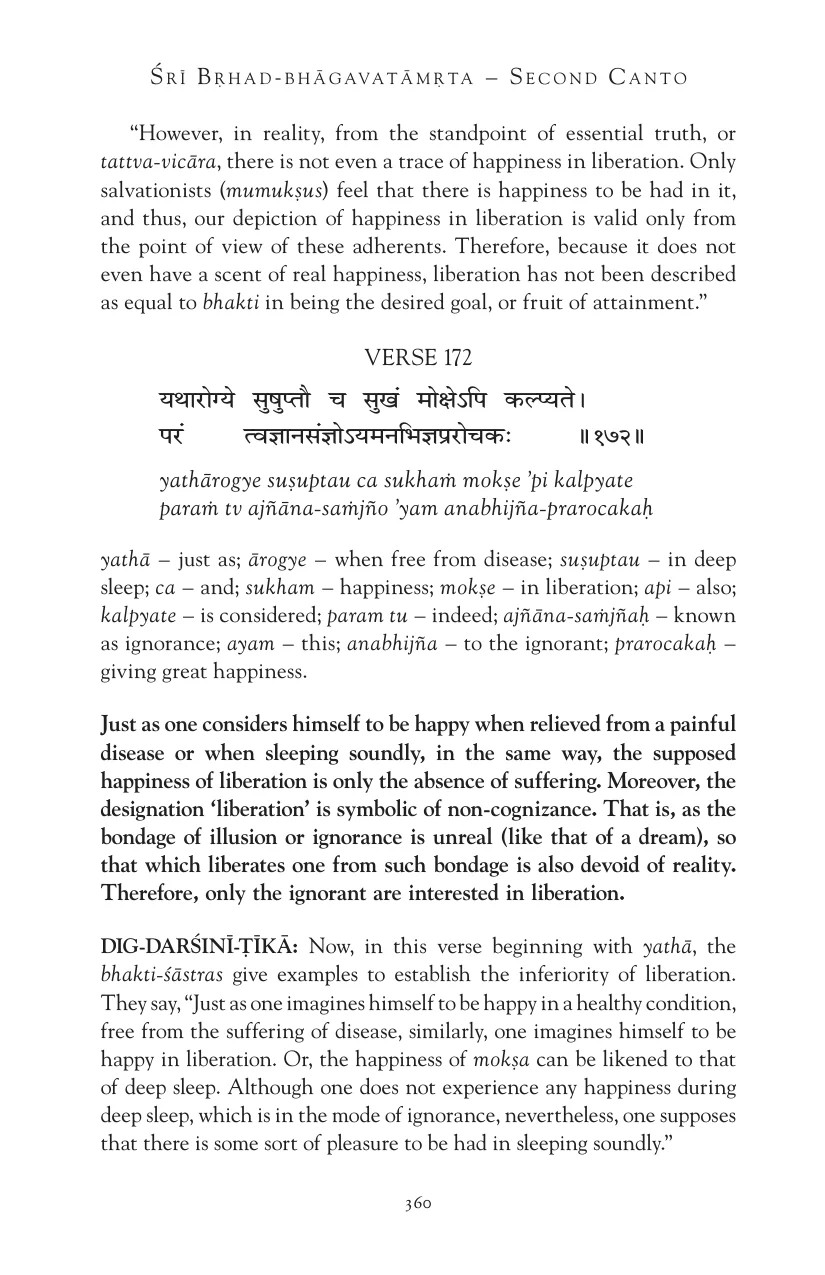 ŚRĪ BṚHAD-BHĀGAVATĀMṚTA – SECOND CANTO
“However, in reality, from the standpoint of essential truth, or
tattva-vicāra, there is not even a trace of happiness in liberation. Only
salvationists (mumukṣus) feel that there is happiness to be had in it,
and thus, our depiction of happiness in liberation is valid only from
the point of view of these adherents. Therefore, because it does not
even have a scent of real happiness, liberation has not been described
as equal to bhakti in being the desired goal, or fruit of attainment.”
VERSE 172
यथारोग्ये सुषुप्तौ च सुखं मोक्षेऽपि कल्प्यते।
परं त्वज्ञानसंज्ञोऽयमनभिज्ञप्ररोचकः ॥१७२॥
yathārogye suṣuptau ca sukhaṁ mokṣe ’pi kalpyate
paraṁ tv ajñāna-saṁjño ’yam anabhijña-prarocakaḥ
yathā – just as; ārogye – when free from disease; suṣuptau – in deep
sleep; ca – and; sukham – happiness; mokṣe – in liberation; api – also;
kalpyate – is considered; param tu – indeed; ajñāna-saṁjñaḥ – known
as ignorance; ayam – this; anabhijña – to the ignorant; prarocakaḥ –
giving great happiness.
Just as one considers himself to be happy when relieved from a painful
disease or when sleeping soundly, in the same way, the supposed
happiness of liberation is only the absence of suffering. Moreover, the
designation ‘liberation’ is symbolic of non-cognizance. That is, as the
bondage of illusion or ignorance is unreal (like that of a dream), so
that which liberates one from such bondage is also devoid of reality.
Therefore, only the ignorant are interested in liberation.
DIG-DARŚINĪ-ṬĪKĀ: Now, in this verse beginning with yathā, the
bhakti-śāstras give examples to establish the inferiority of liberation.
They say, “Just as one imagines himself to be happy in a healthy condition,
free from the suffering of disease, similarly, one imagines himself to be
happy in liberation. Or, the happiness of mokṣa can be likened to that
of deep sleep. Although one does not experience any happiness during
deep sleep, which is in the mode of ignorance, nevertheless, one supposes
that there is some sort of pleasure to be had in sleeping soundly.”
360